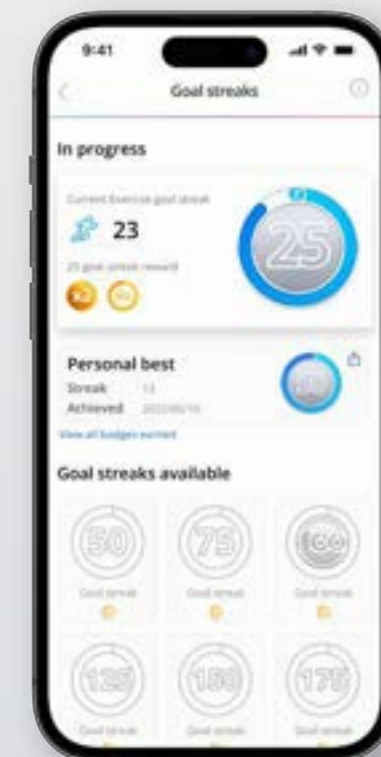 9:41
Goal streaks
In progress
Current Exercise goal streak
23
25 goal streak reward
x2
25
Personal best
Streak 13
Achieved
View all badges earned
Goal streaks available
50 75 100
Goal streak Goal streak Goal streak
125 150 175
Goal streak Goal streak Goal streak